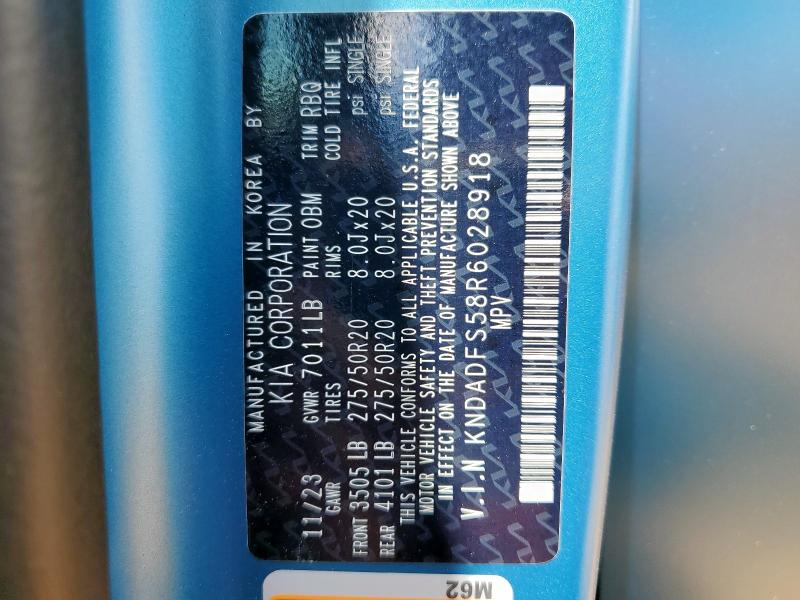 MANUFACTURED IN KOREA BY
KIA CORPORATION
11/23 GVWR 7011LB PAINT OBM TRIM RBQ
GAWR TIRES RIMS COLD TIRE INFL
FRONT 3505 LB 275/50R20 8.0Jx20 psi SINGLE
REAR 4101 LB 275/50R20 8.0Jx20 psi SINGLE
THIS VEHICLE CONFORMS TO ALL APPLICABLE U.S.A. FEDERAL
MOTOR VEHICLE SAFETY AND THEFT PREVENTION STANDARDS
IN EFFECT ON THE DATE OF MANUFACTURE SHOWN ABOVE
V.I.N KNDADFS58R6028918
MPV
M62